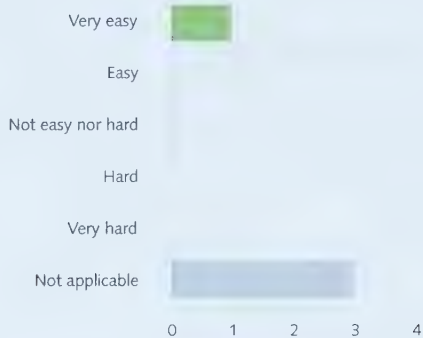 Very easy
Easy
Not easy nor hard
Hard
Very hard
Not applicable
0 1 2 3 4